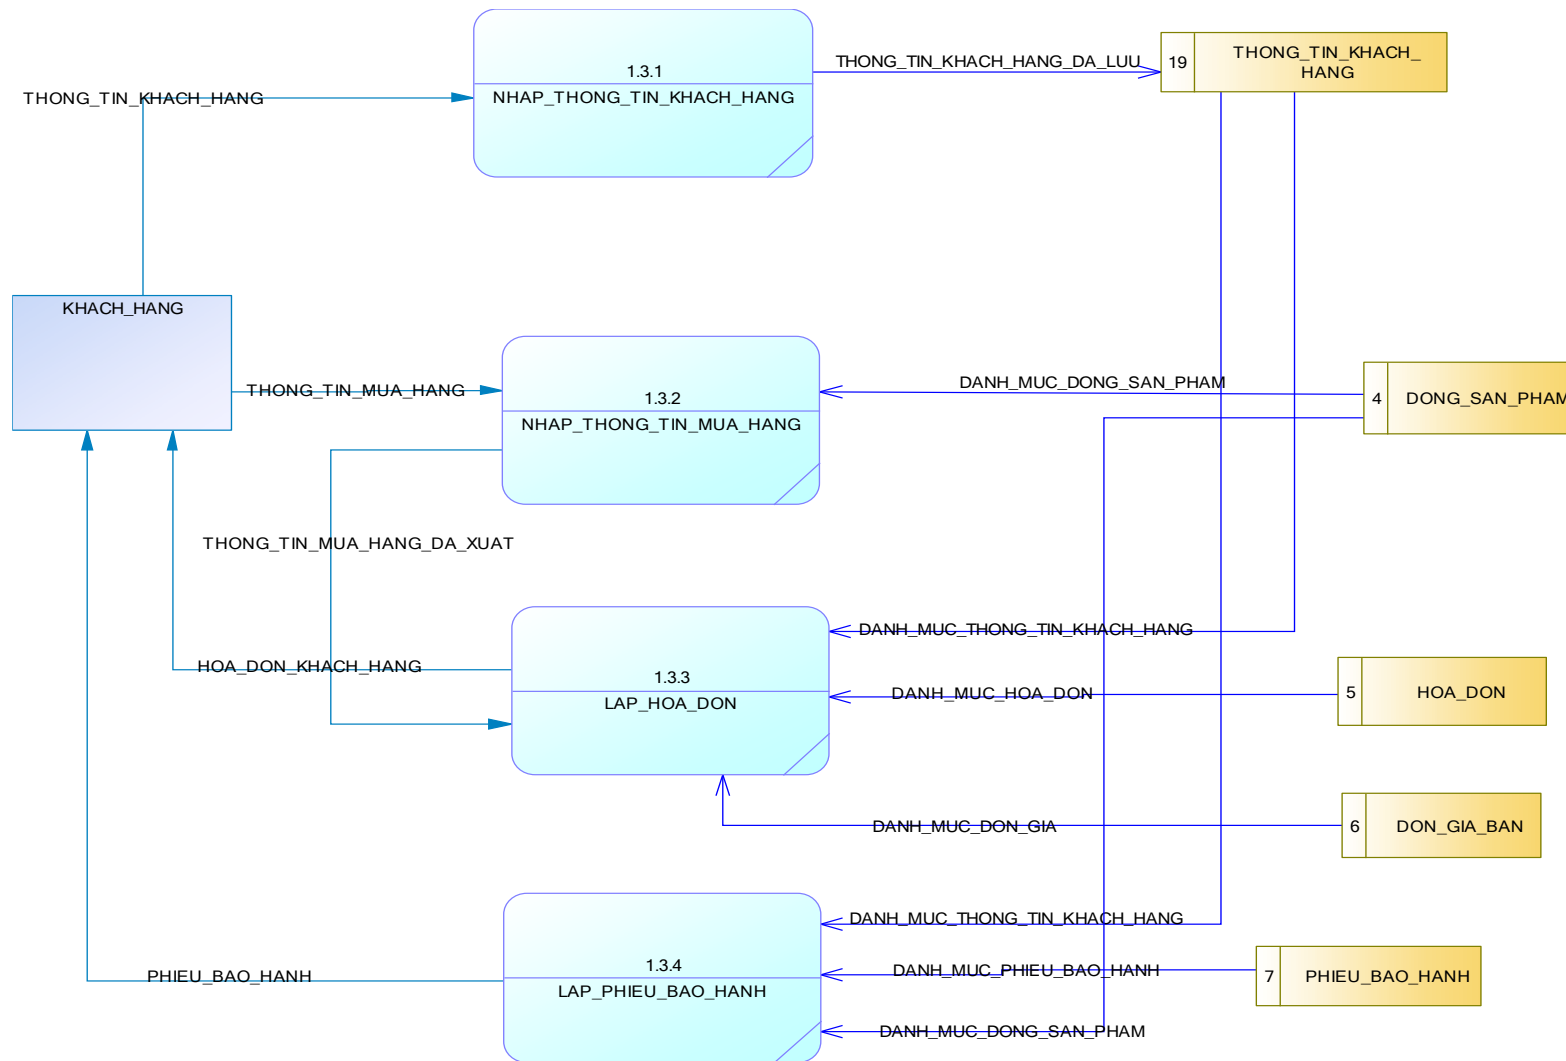 1.3.1
NHAP_THONG_TIN_KHACH_HANG
THONG_TIN_KHACH_HANG_DA_LUU
19
THONG_TIN_KHACH_
HANG
THONG_TIN_KHACH_HANG
KHACH_HANG
THONG_TIN_MUA_HANG
1.3.2
NHAP_THONG_TIN_MUA_HANG
DANH_MUC_DONG_SAN_PHAM
4
DONG_SAN_PHAM
THONG_TIN_MUA_HANG_DA_XUAT
HOA_DON_KHACH_HANG
1.3.3
LAP_HOA_DON
DANH_MUC_THONG_TIN_KHACH_HANG
DANH_MUC_HOA_DON
5
HOA_DON
DANH_MUC_DON_GIA
6
DON_GIA_BAN
PHIEU_BAO_HANH
1.3.4
LAP_PHIEU_BAO_HANH
DANH_MUC_THONG_TIN_KHACH_HANG
DANH_MUC_PHIEU_BAO_HANH
7
PHIEU_BAO_HANH
DANH_MUC_DONG_SAN_PHAM